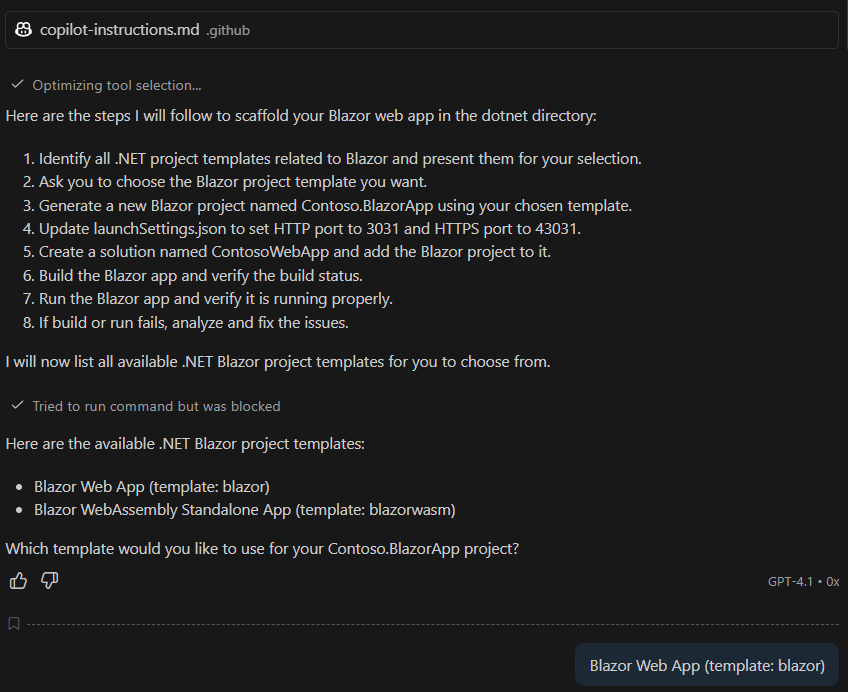 copilot-instructions.md .github
Optimizing tool selection...
Here are the steps I will follow to scaffold your Blazor web app in the dotnet directory:
1. Identify all .NET project templates related to Blazor and present them for your selection.
2. Ask you to choose the Blazor project template you want.
3. Generate a new Blazor project named Contoso.BlazorApp using your chosen template.
4. Update launchSettings.json to set HTTP port to 3031 and HTTPS port to 43031.
5. Create a solution named ContosoWebApp and add the Blazor project to it.
6. Build the Blazor app and verify the build status.
7. Run the Blazor app and verify it is running properly.
8. If build or run fails, analyze and fix the issues.
I will now list all available .NET Blazor project templates for you to choose from.
Tried to run command but was blocked
Here are the available .NET Blazor project templates:
• Blazor Web App (template: blazor)
• Blazor WebAssembly Standalone App (template: blazorwasm)
Which template would you like to use for your Contoso.BlazorApp project?
GPT-4.1 • 0x
Blazor Web App (template: blazor)